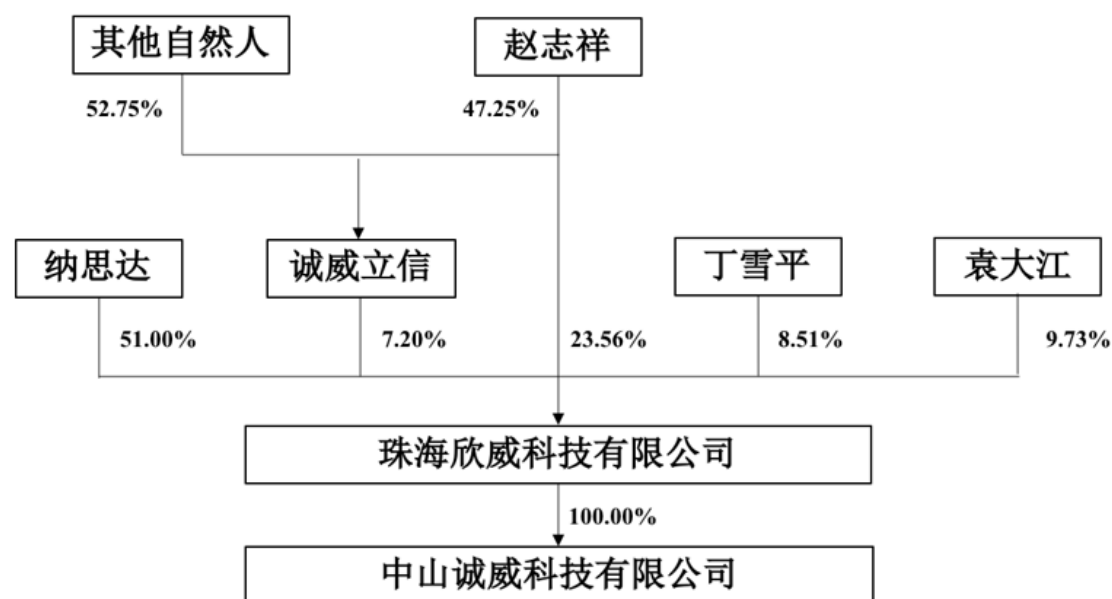 其他自然人
赵志祥
52.75%
47.25%
纳思达
诚威立信
丁雪平
袁大江
51.00%
7.20%
23.56%
8.51%
9.73%
珠海欣威科技有限公司
100.00%
中山诚威科技有限公司